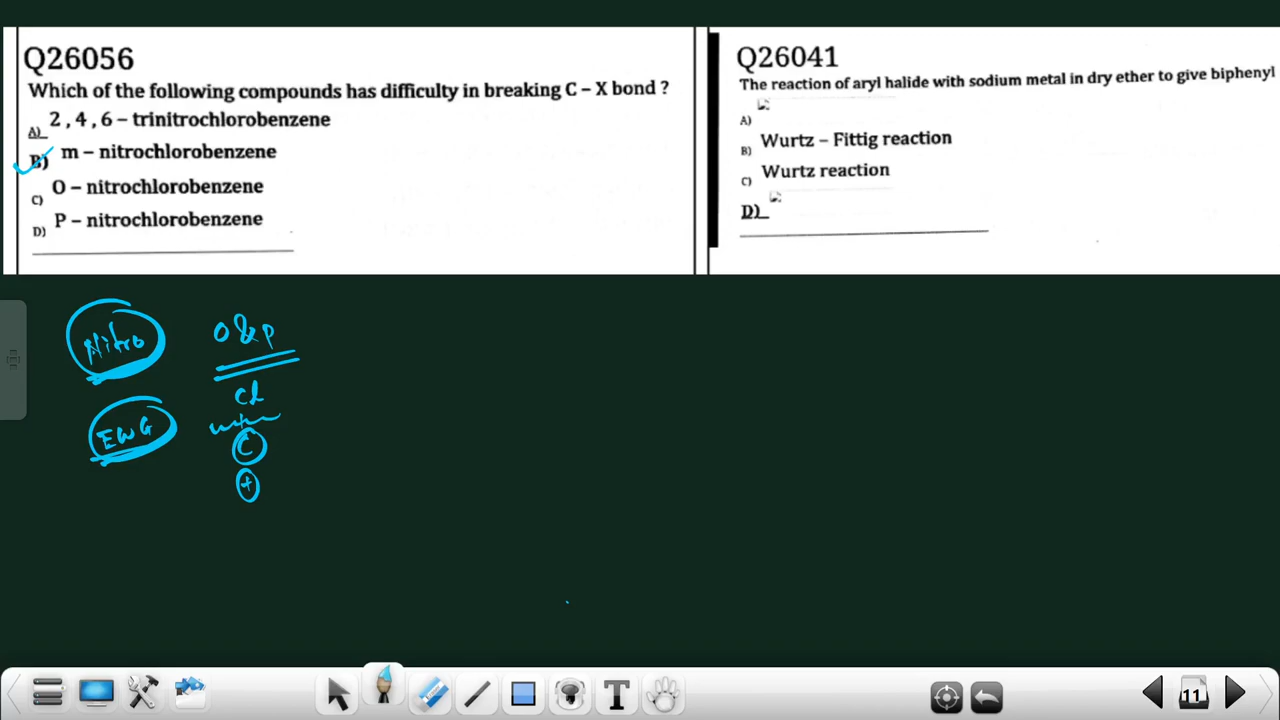 Q26056
Which of the following compounds has difficulty in breaking C – X bond ?
A) 2 , 4 , 6 – trinitrochlorobenzene
B) m – nitrochlorobenzene
C) O – nitrochlorobenzene
D) P – nitrochlorobenzene
Q26041
The reaction of aryl halide with sodium metal in dry ether to give biphenyl
A)
B) Wurtz – Fittig reaction
C) Wurtz reaction
D)
Nitro
o & p
Cl
EWG
C
+
11
T